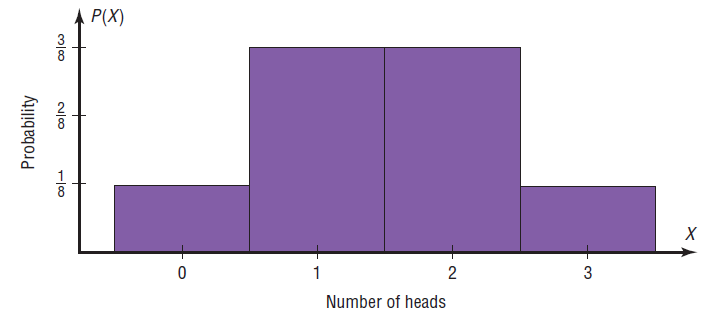 P(X)
3/8
2/8
1/8
Probability
X
0 1 2 3
Number of heads